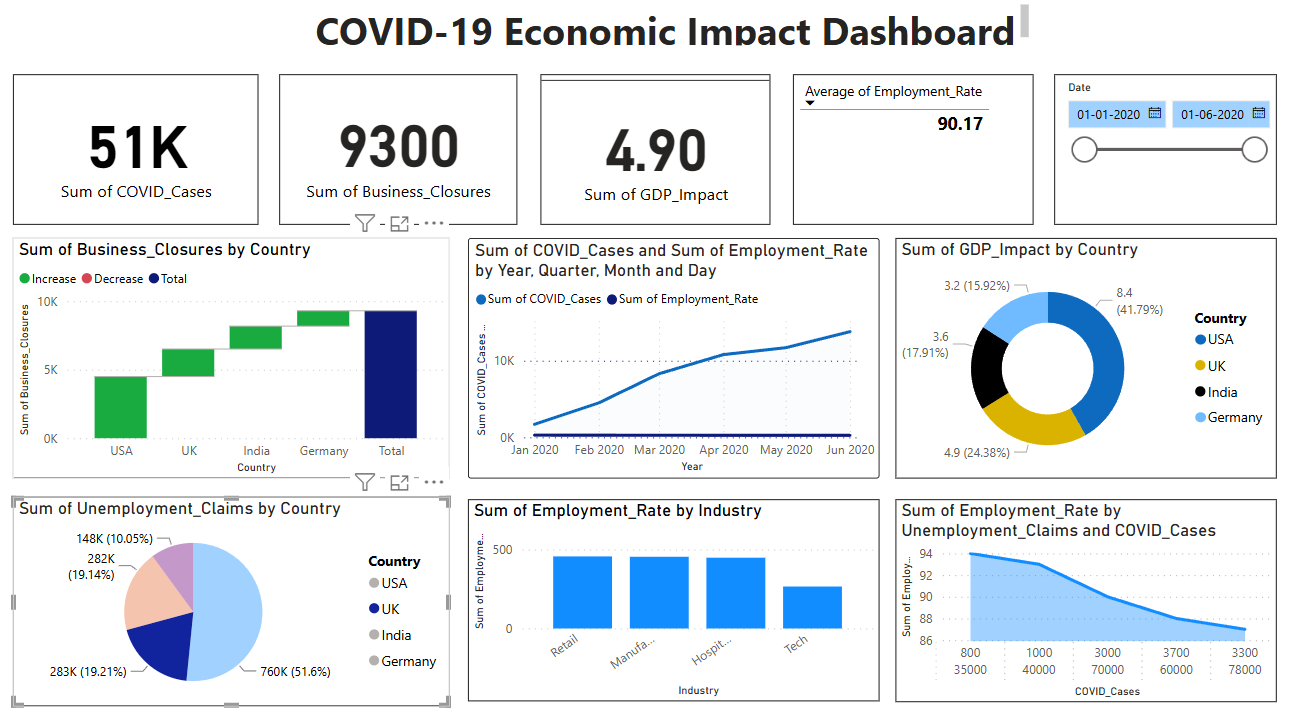 COVID-19 Economic Impact Dashboard
51K
Sum of COVID_Cases
9300
Sum of Business_Closures
4.90
Sum of GDP_Impact
Average of Employment_Rate
90.17
Date
01-01-2020
01-06-2020
Sum of Business_Closures by Country
Increase Decrease Total
Sum of Business_Closures
10K
5K
0K
USA UK India Germany Total
Country
Sum of COVID_Cases and Sum of Employment_Rate
by Year, Quarter, Month and Day
Sum of COVID_Cases Sum of Employment_Rate
Sum of COVID_Cases ...
10K
0K
Jan 2020 Feb 2020 Mar 2020 Apr 2020 May 2020 Jun 2020
Year
Sum of GDP_Impact by Country
3.2 (15.92%)
8.4
(41.79%)
3.6
(17.91%)
4.9 (24.38%)
Country
USA
UK
India
Germany
Sum of Unemployment_Claims by Country
148K (10.05%)
282K
(19.14%)
283K (19.21%)
760K (51.6%)
Country
USA
UK
India
Germany
Sum of Employment_Rate by Industry
Sum of Employme...
500
0
Retail Manufa... Hospit... Tech
Industry
Sum of Employment_Rate by
Unemployment_Claims and COVID_Cases
Sum of Employ...
94
92
90
88
86
800 1000 3000 3700 3300
35000 40000 70000 60000 78000
COVID_Cases